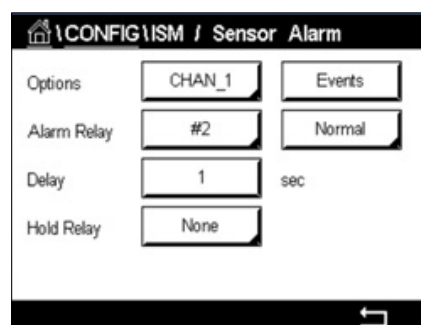 \CONFIG\ISM / Sensor Alarm
Options CHAN_1 Events
Alarm Relay #2 Normal
Delay 1 sec
Hold Relay None